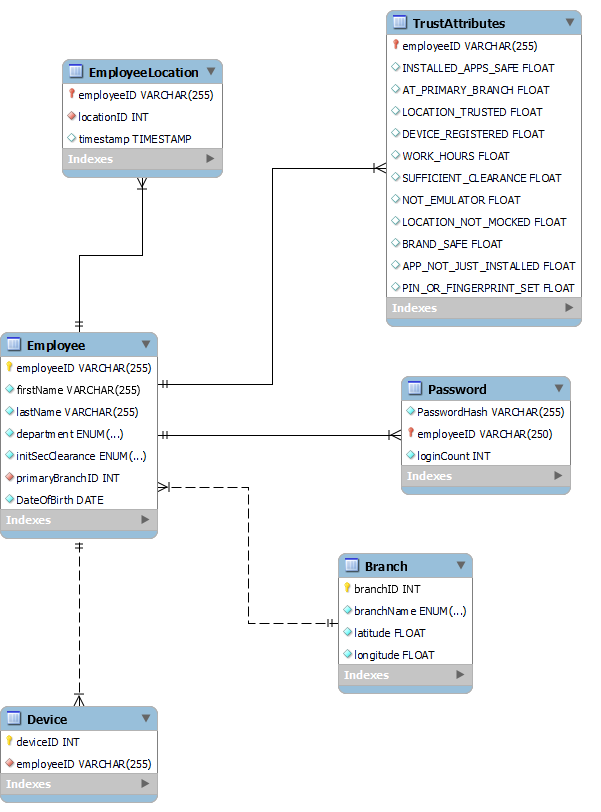 EmployeeLocation
employeeID VARCHAR(255)
locationID INT
timestamp TIMESTAMP
Indexes
TrustAttributes
employeeID VARCHAR(255)
INSTALLED_APPS_SAFE FLOAT
AT_PRIMARY_BRANCH FLOAT
LOCATION_TRUSTED FLOAT
DEVICE_REGISTERED FLOAT
WORK_HOURS FLOAT
SUFFICIENT_CLEARANCE FLOAT
NOT_EMULATOR FLOAT
LOCATION_NOT_MOCKED FLOAT
BRAND_SAFE FLOAT
APP_NOT_JUST_INSTALLED FLOAT
PIN_OR_FINGERPRINT_SET FLOAT
Indexes
Employee
employeeID VARCHAR(255)
firstName VARCHAR(255)
lastName VARCHAR(255)
department ENUM(...)
initSecClearance ENUM(...)
primaryBranchID INT
DateOfBirth DATE
Indexes
Password
PasswordHash VARCHAR(255)
employeeID VARCHAR(250)
loginCount INT
Indexes
Branch
branchID INT
branchName ENUM(...)
latitude FLOAT
longitude FLOAT
Indexes
Device
deviceID INT
employeeID VARCHAR(255)
Indexes